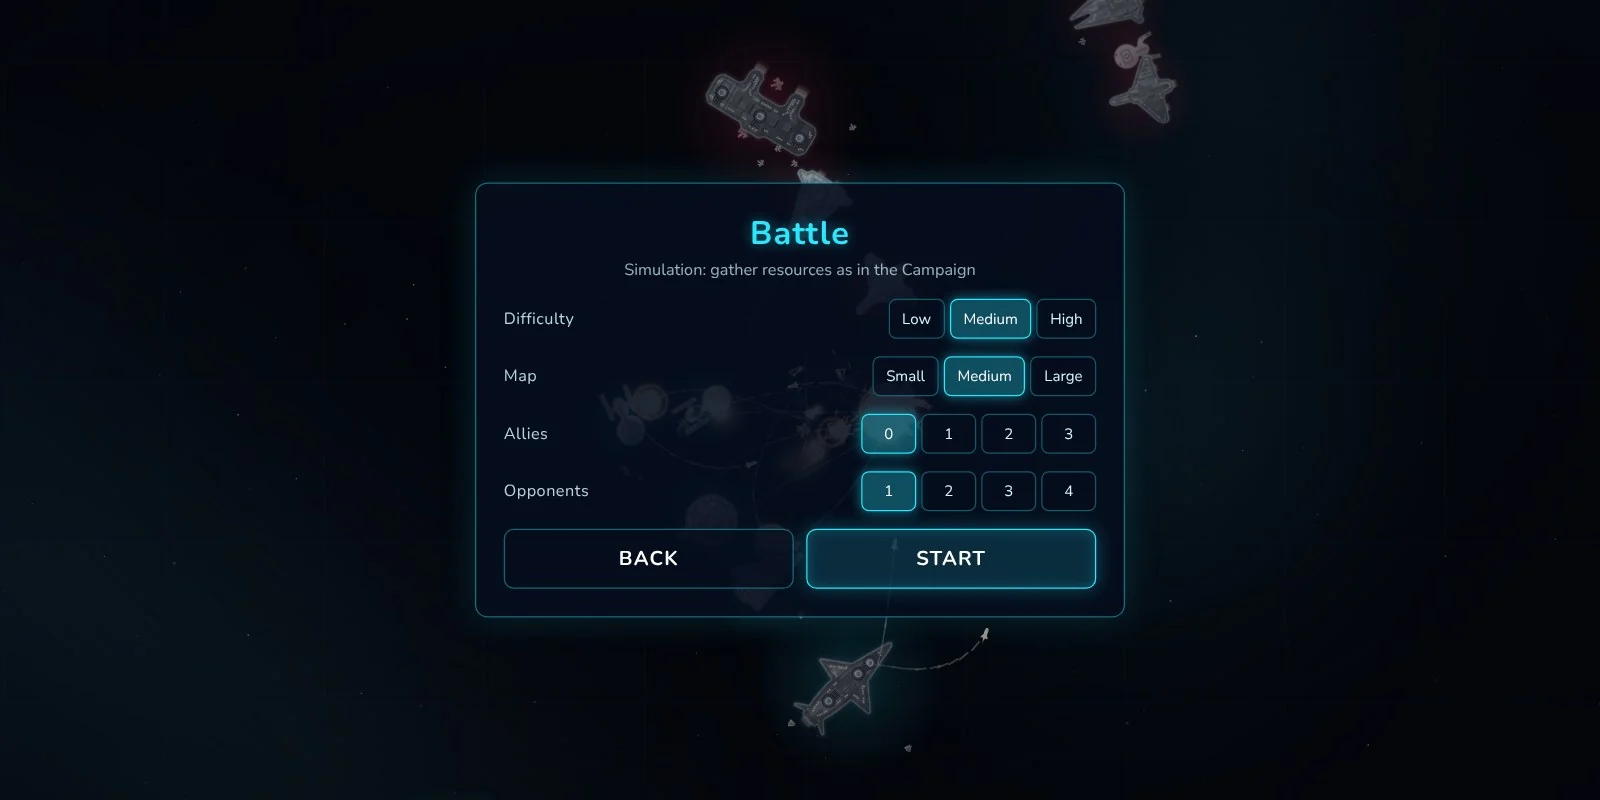 Battle
Simulation: gather resources as in the Campaign
Difficulty Low Medium High
Map Small Medium Large
Allies 0 1 2 3
Opponents 1 2 3 4
BACK START